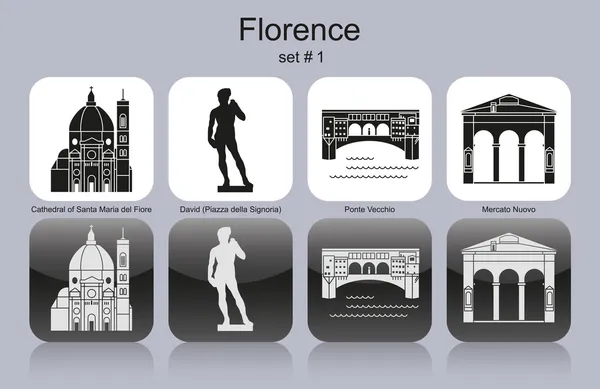 Florence
set # 1
Cathedral of Santa Maria del Fiore
David (Piazza della Signoria)
Ponte Vecchio
Mercato Nuovo